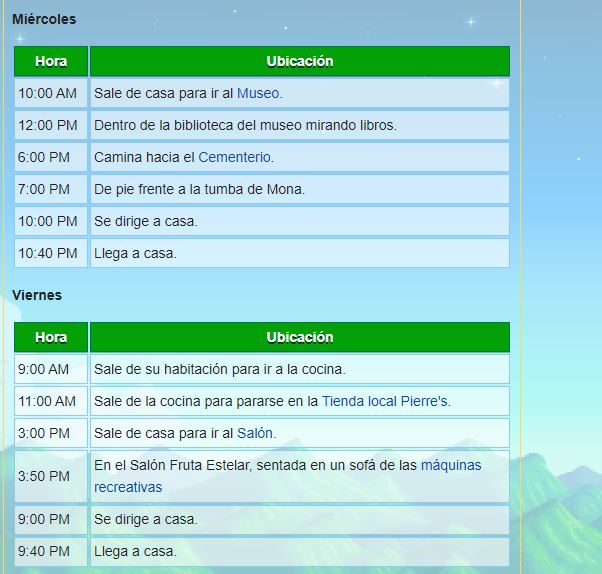 Miércoles
Hora Ubicación
10:00 AM Sale de casa para ir al Museo.
12:00 PM Dentro de la biblioteca del museo mirando libros.
6:00 PM Camina hacia el Cementerio.
7:00 PM De pie frente a la tumba de Mona.
10:00 PM Se dirige a casa.
10:40 PM Llega a casa.
Viernes
Hora Ubicación
9:00 AM Sale de su habitación para ir a la cocina.
11:00 AM Sale de la cocina para pararse en la Tienda local Pierre's.
3:00 PM Sale de casa para ir al Salón.
3:50 PM En el Salón Fruta Estelar, sentada en un sofá de las máquinas
recreativas
9:00 PM Se dirige a casa.
9:40 PM Llega a casa.